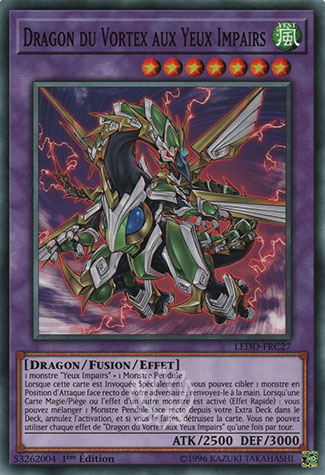 DRAGON DU VORTEX AUX YEUX IMPAIRS
VENT
風
LEDD-FRC27
[DRAGON/FUSION/EFFET]
1 monstre "Yeux Impairs" + 1 Monstre Pendule
Lorsque cette carte est Invoquée Spécialement : vous pouvez cibler 1 monstre en
Position d'Attaque face recto de votre adversaire ; renvoyez-le à la main. Lorsqu'une
Carte Magie/Piège ou l'effet d'un autre monstre est activé (Effet Rapide) : vous
pouvez mélanger 1 Monstre Pendule face recto depuis votre Extra Deck dans le
Deck, annulez l'activation, et si vous le faites, détruisez la carte. Vous ne pouvez
utiliser chaque effet de "Dragon du Vortex aux Yeux Impairs" qu'une fois par tour.
ATK/2500 DEF/3000
53262004 1ère Edition ©1996 KAZUKI TAKAHASHI